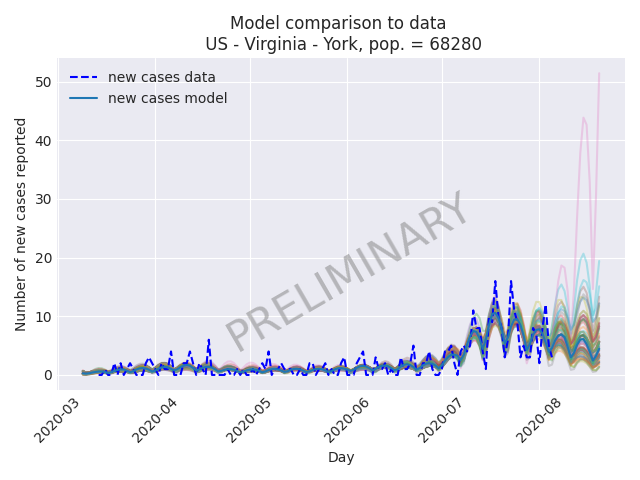 Model comparison to data
US - Virginia - York, pop. = 68280
new cases data
new cases model
Number of new cases reported
50
40
30
20
10
0
PRELIMINARY
2020-03
2020-04
2020-05
2020-06
2020-07
2020-08
Day